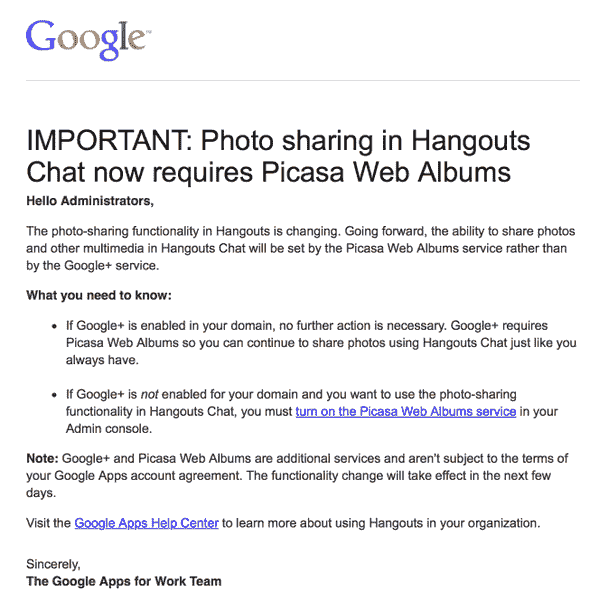 Google™
IMPORTANT: Photo sharing in Hangouts
Chat now requires Picasa Web Albums
Hello Administrators,
The photo-sharing functionality in Hangouts is changing. Going forward, the ability to share photos
and other multimedia in Hangouts Chat will be set by the Picasa Web Albums service rather than
by the Google+ service.
What you need to know:
• If Google+ is enabled in your domain, no further action is necessary. Google+ requires
Picasa Web Albums so you can continue to share photos using Hangouts Chat just like you
always have.
• If Google+ is not enabled for your domain and you want to use the photo-sharing
functionality in Hangouts Chat, you must turn on the Picasa Web Albums service in your
Admin console.
Note: Google+ and Picasa Web Albums are additional services and aren't subject to the terms of
your Google Apps account agreement. The functionality change will take effect in the next few
days.
Visit the Google Apps Help Center to learn more about using Hangouts in your organization.
Sincerely,
The Google Apps for Work Team